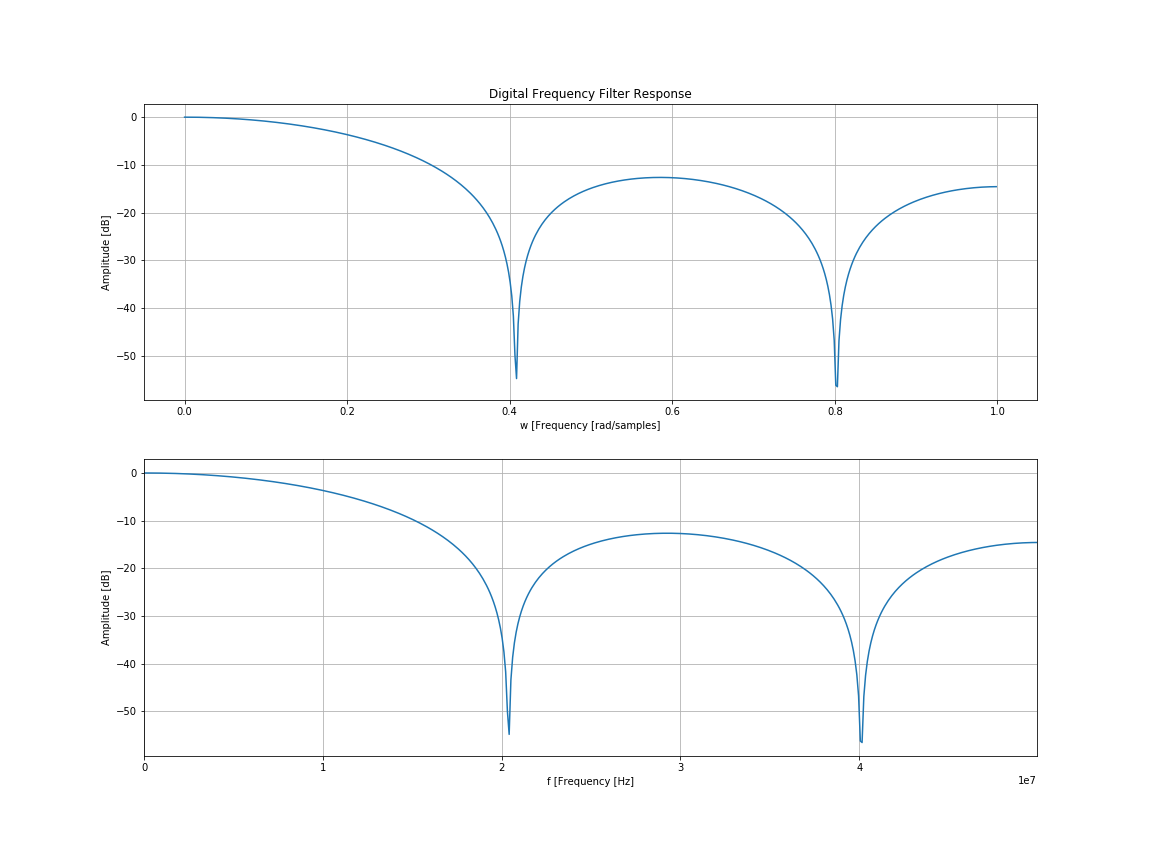 Digital Frequency Filter Response
Amplitude [dB]
0
−10
−20
−30
−40
−50
0.0 0.2 0.4 0.6 0.8 1.0
w [Frequency [rad/samples]
Amplitude [dB]
0
−10
−20
−30
−40
−50
0 1 2 3 4
1e7
f [Frequency [Hz]